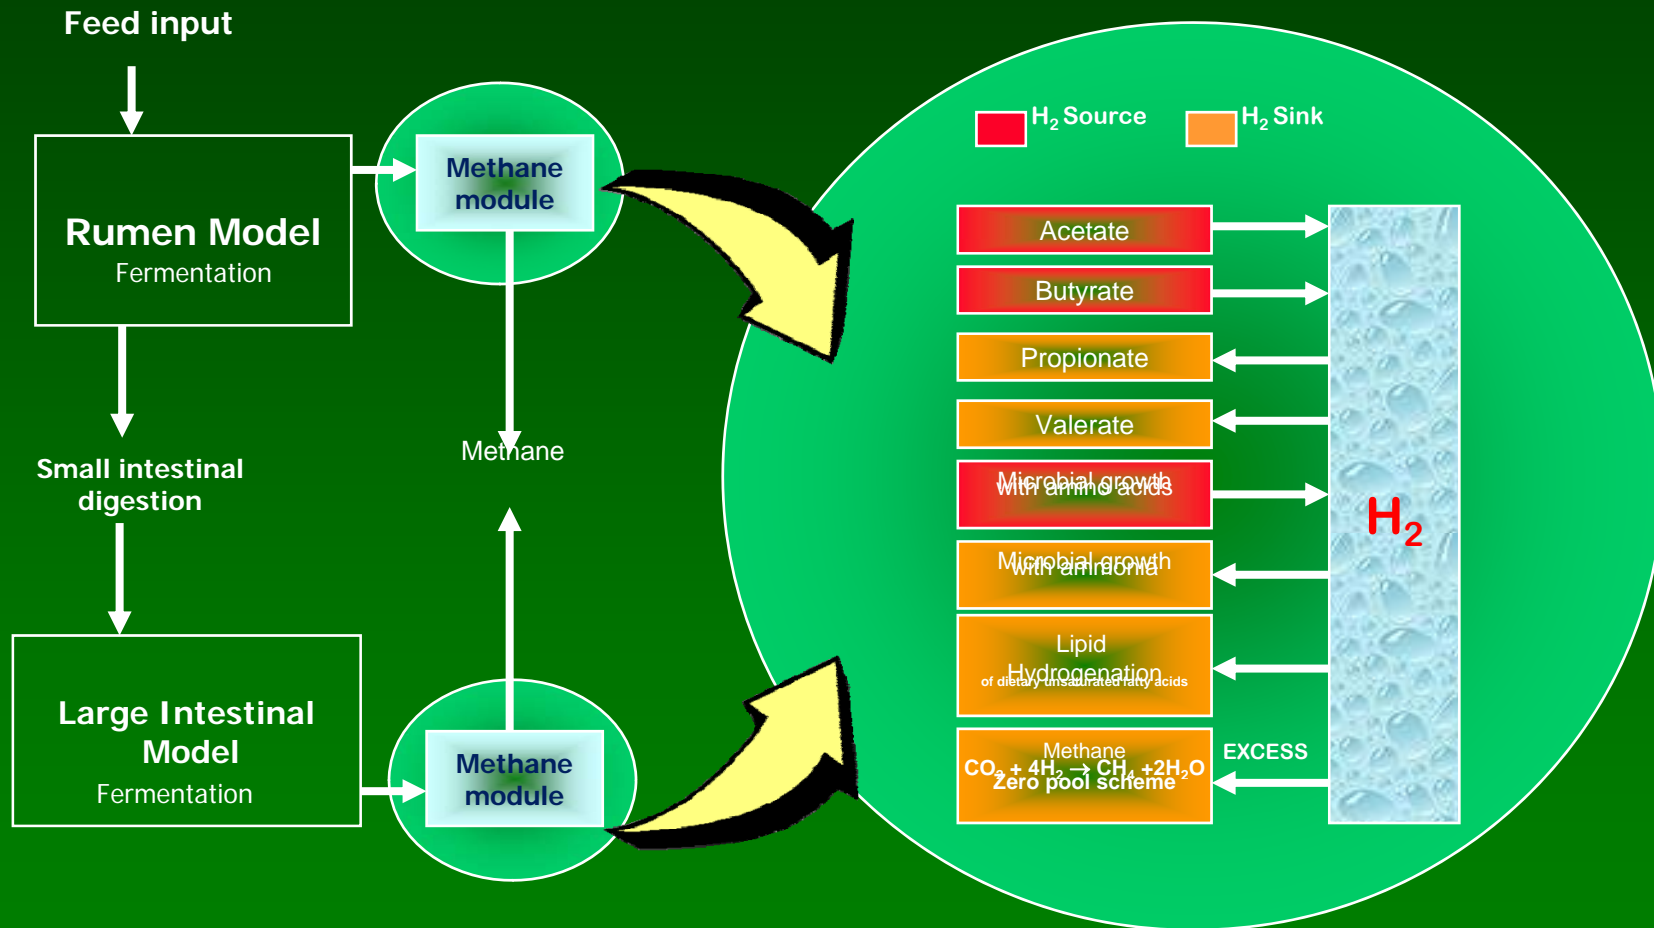 Feed input
Rumen Model
Fermentation
Small intestinal
digestion
Large Intestinal
Model
Fermentation
Methane
module
Methane
Methane
module
H₂ Source
H₂ Sink
Acetate
Butyrate
Propionate
Valerate
Microbial growth
with amino acids
Microbial growth
with ammonia
Lipid
Hydrogenation
of dietary unsaturated fatty acids
Methane
CO₂ + 4H₂ → CH₄ +2H₂O
Zero pool scheme
EXCESS
H₂